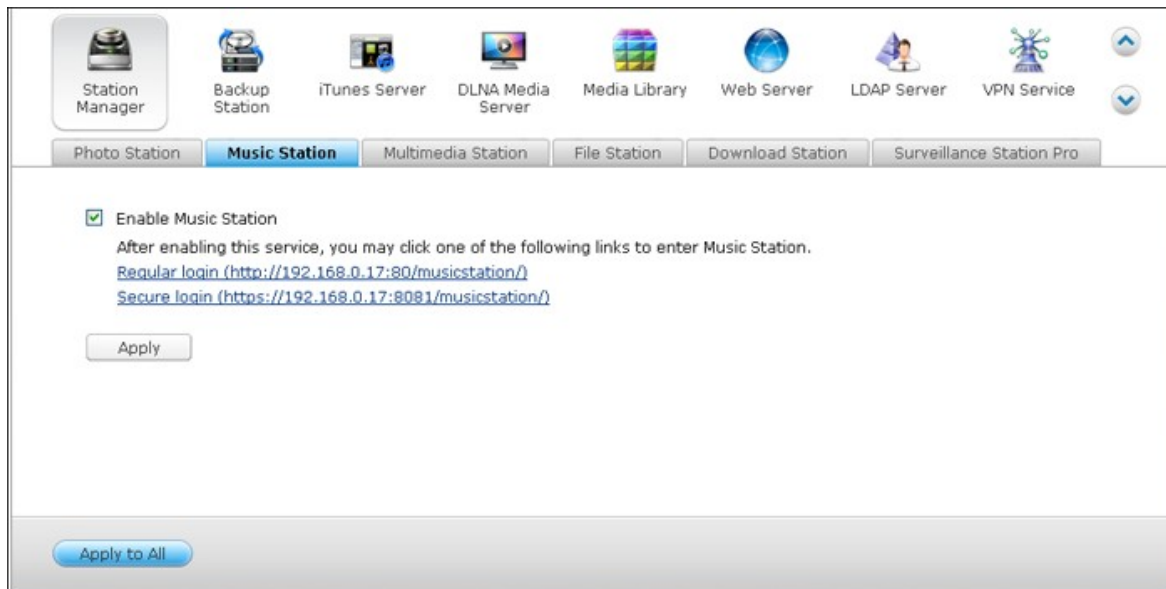 Station Manager
Backup Station
iTunes Server
DLNA Media Server
Media Library
Web Server
LDAP Server
VPN Service
Photo Station
Music Station
Multimedia Station
File Station
Download Station
Surveillance Station Pro
Enable Music Station
After enabling this service, you may click one of the following links to enter Music Station.
Regular login (http://192.168.0.17:80/musicstation/)
Secure login (https://192.168.0.17:8081/musicstation/)
Apply
Apply to All